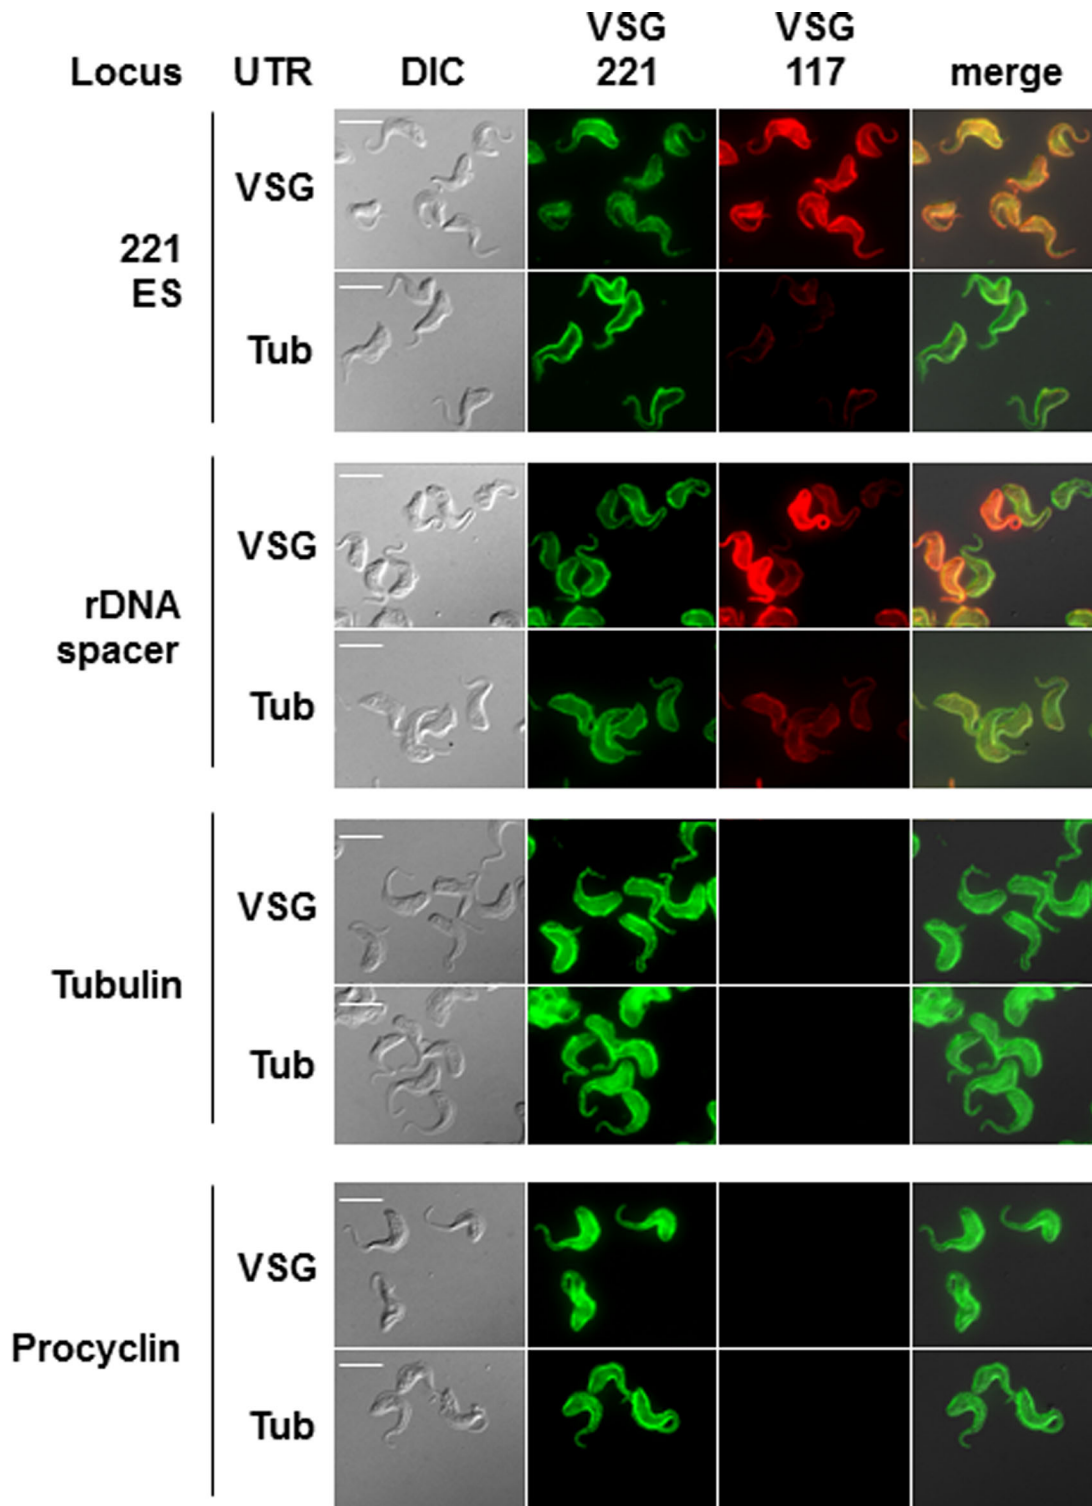 VSG VSG
Locus UTR DIC 221 117 merge
VSG
221
ES
Tub
VSG
rDNA
spacer
Tub
VSG
Tubulin
Tub
VSG
Procyclin
Tub